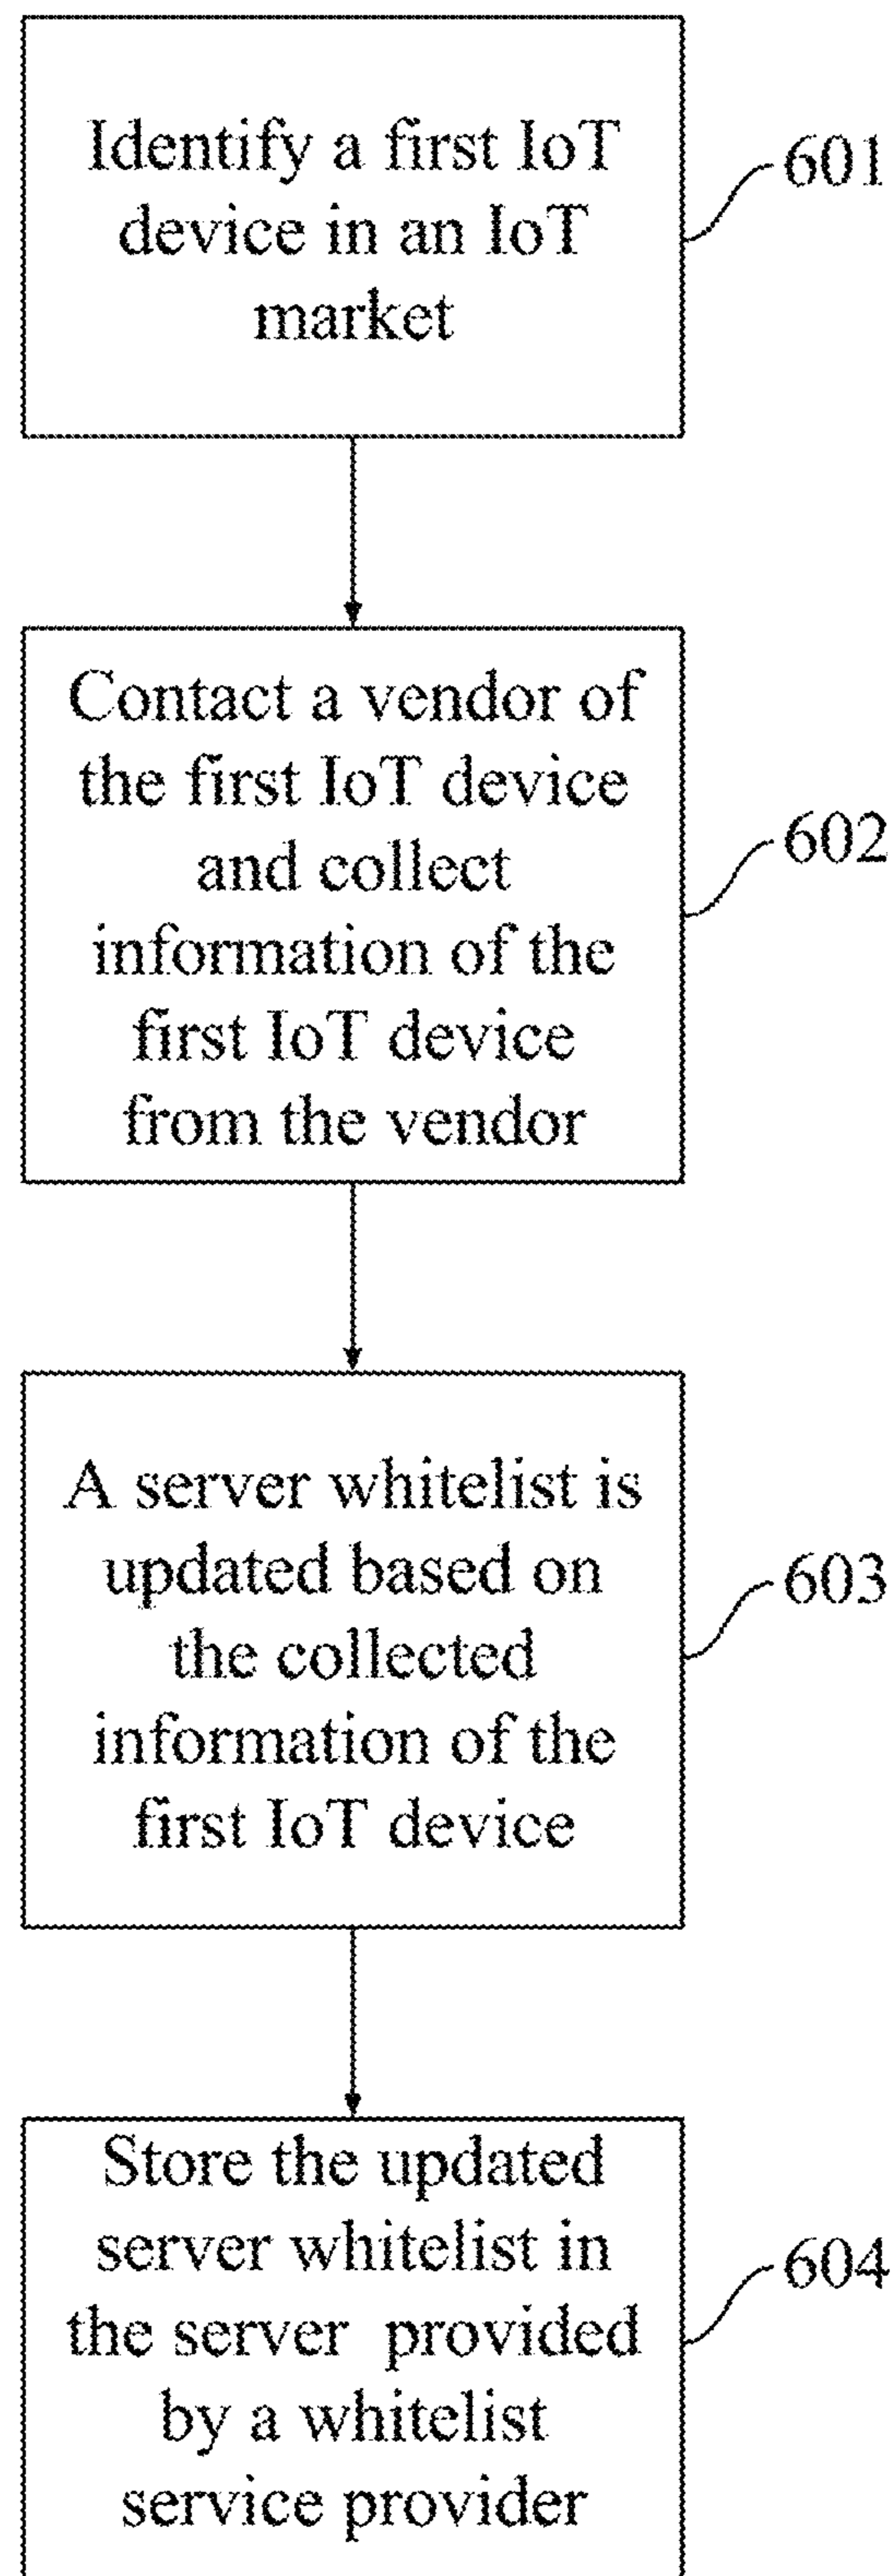 Identify a first IoT
device in an IoT
market
601
Contact a vendor of
the first IoT device
and collect
information of the
first IoT device
from the vendor
602
A server whitelist is
updated based on
the collected
information of the
first IoT device
603
Store the updated
server whitelist in
the server provided
by a whitelist
service provider
604